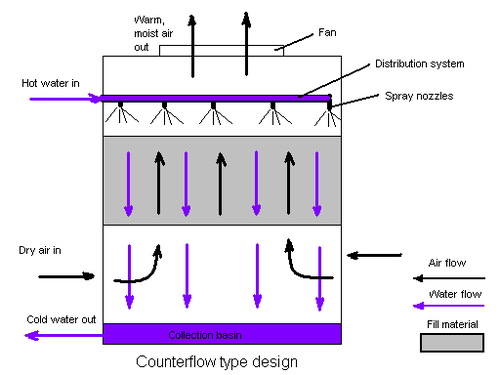 Warm,
moist air
out
Fan
Distribution system
Hot water in
Spray nozzles
Dry air in
Air flow
Water flow
Cold water out
Fill material
Collection basin
Counterflow type design